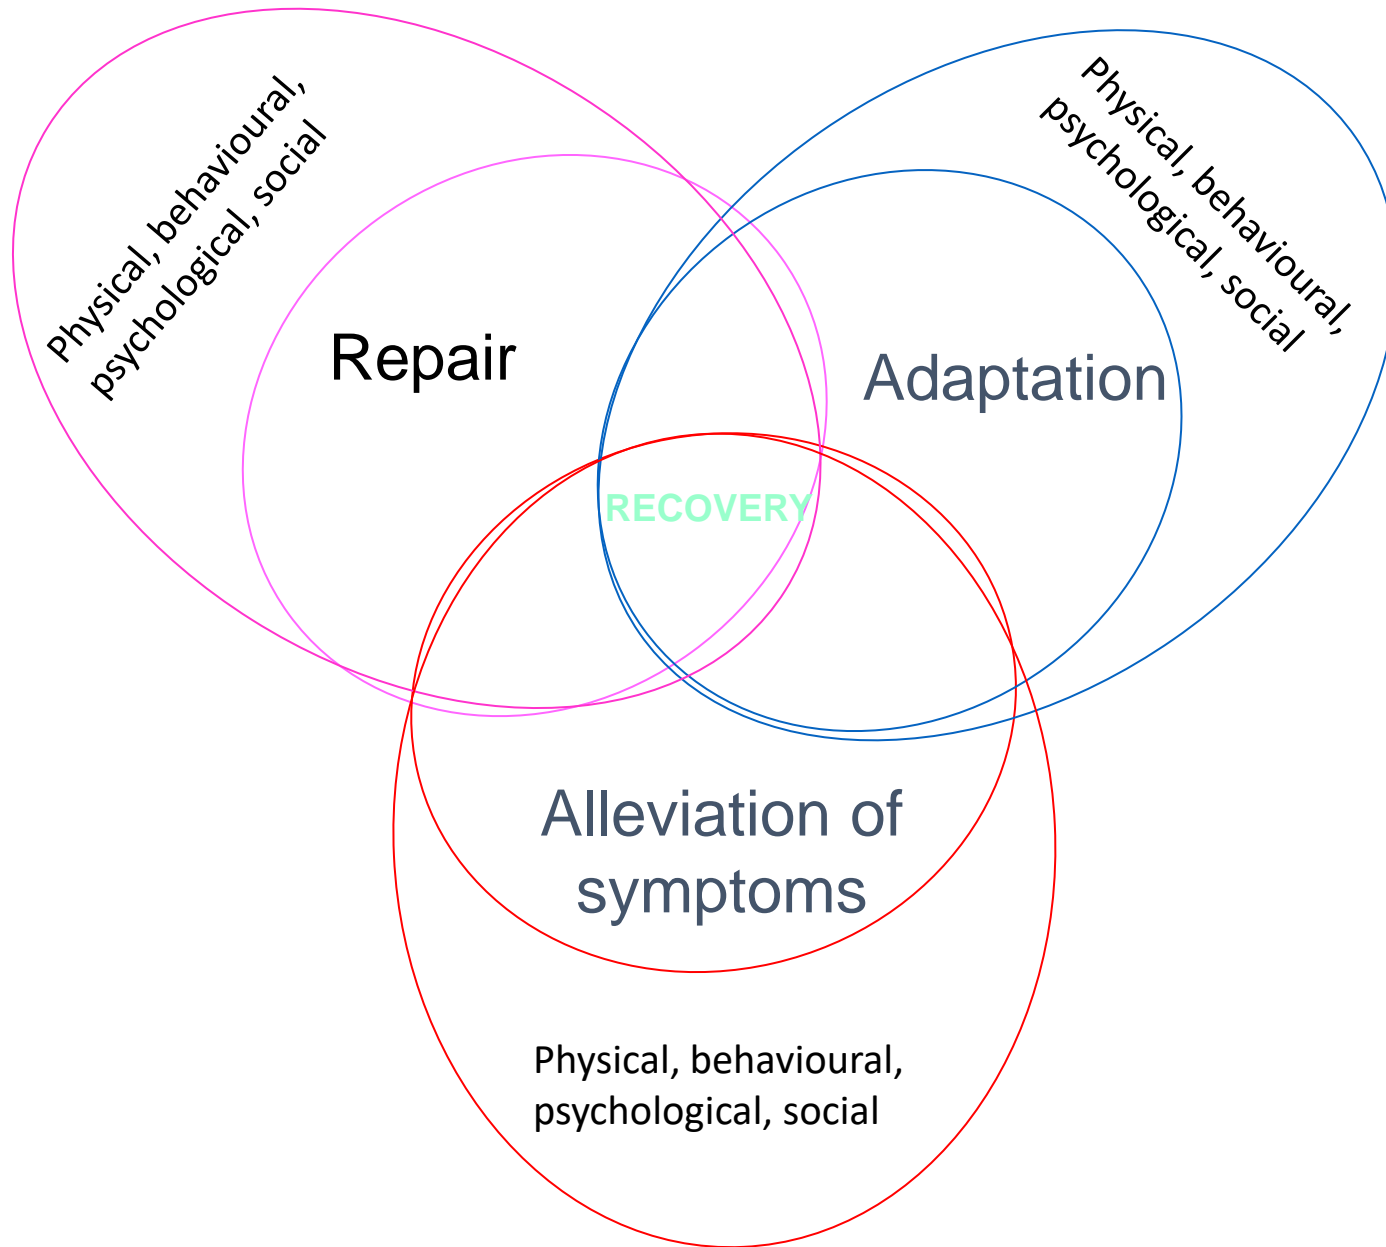 Physical, behavioural,
psychological, social
Physical, behavioural,
psychological, social
Repair
Adaptation
RECOVERY
Alleviation of
symptoms
Physical, behavioural,
psychological, social